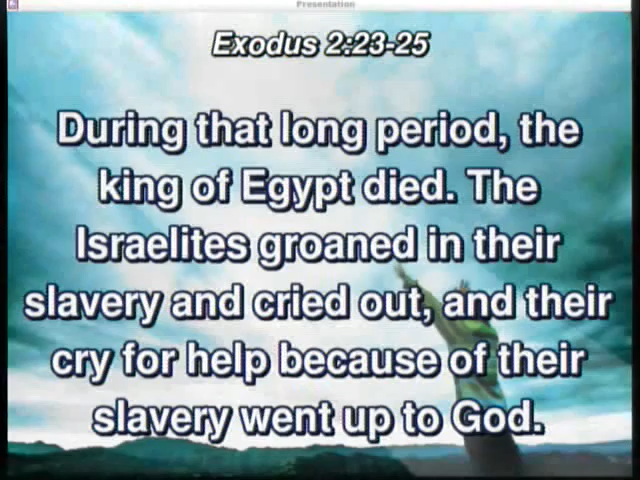 Presentation
Exodus 2:23-25
During that long period, the
king of Egypt died. The
Israelites groaned in their
slavery and cried out, and their
cry for help because of their
slavery went up to God.